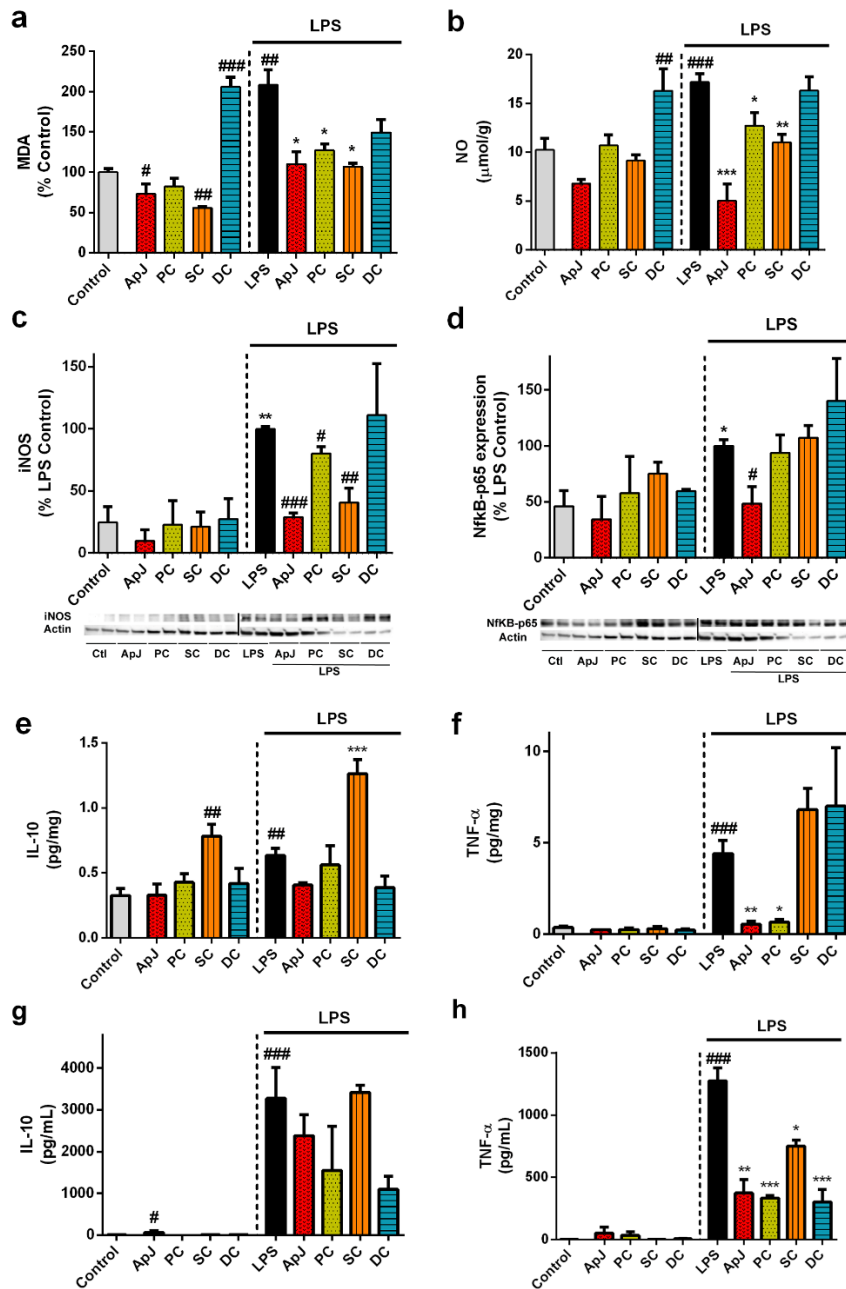 a
LPS
MDA
(% Control)
250
200
150
100
50
0
#
##
###
##
*
*
*
Control
ApJ
PC
SC
DC
LPS
ApJ
PC
SC
DC
b
LPS
NO
(μmol/g)
20
15
10
5
0
##
###
***
*
**
Control
ApJ
PC
SC
DC
LPS
ApJ
PC
SC
DC
c
LPS
iNOS
(% LPS Control)
150
100
50
0
**
###
#
##
Control
ApJ
PC
SC
DC
LPS
ApJ
PC
SC
DC
iNOS
Actin
Ctl ApJ PC SC DC LPS ApJ PC SC DC
LPS
d
LPS
NfkB-p65 expression
(% LPS Control)
150
100
50
0
*
#
Control
ApJ
PC
SC
DC
LPS
ApJ
PC
SC
DC
NfKB-p65
Actin
Ctl ApJ PC SC DC LPS ApJ PC SC DC
LPS
e
LPS
IL-10
(pg/mg)
1.5
1.0
0.5
0.0
##
##
***
Control
ApJ
PC
SC
DC
LPS
ApJ
PC
SC
DC
f
LPS
TNF-α
(pg/mg)
10
5
0
###
**
*
Control
ApJ
PC
SC
DC
LPS
ApJ
PC
SC
DC
g
LPS
IL-10
(pg/mL)
4000
3000
2000
1000
0
#
###
Control
ApJ
PC
SC
DC
LPS
ApJ
PC
SC
DC
h
LPS
TNF-α
(pg/mL)
1500
1000
500
0
###
**
***
*
***
Control
ApJ
PC
SC
DC
LPS
ApJ
PC
SC
DC